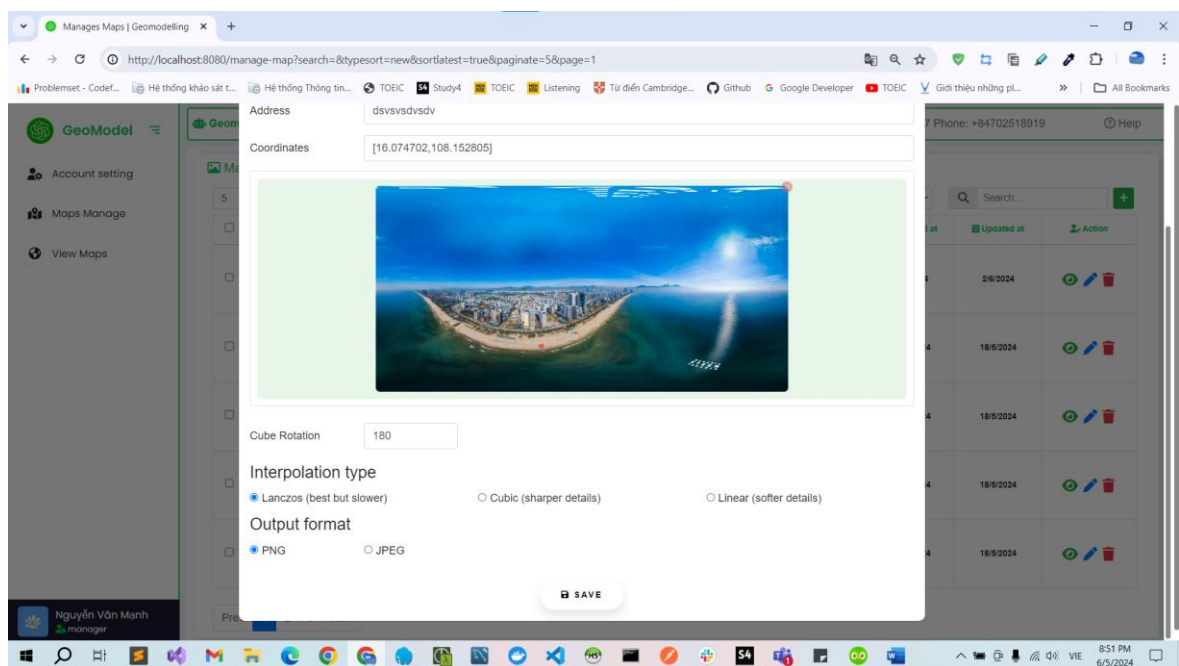 Manages Maps | Geomodelling
http://localhost:8080/manage-map?search=&typesort=new&sortlatest=true&paginate=5&page=1
Problemset - Codef... Hệ thống khảo sát t... Hệ thống Thông tin... TOEIC Study4 TOEIC Listening Từ điển Cambridge... Github Google Developer TOEIC Giới thiệu những pl... » All Bookmarks
GeoModel Geom 7 Phone: +84702518919 Help
Address dsvsvsdvsdv
Coordinates [16.074702,108.152805]
Account setting
Maps Manage
View Maps
5 Search...
Updated at Action
2/6/2024
18/5/2024
18/5/2024
18/5/2024
18/5/2024
Cube Rotation 180
Interpolation type
Lanczos (best but slower) Cubic (sharper details) Linear (softer details)
Output format
PNG JPEG
SAVE
Nguyễn Văn Mạnh
manager
VIE 8:51 PM
6/5/2024